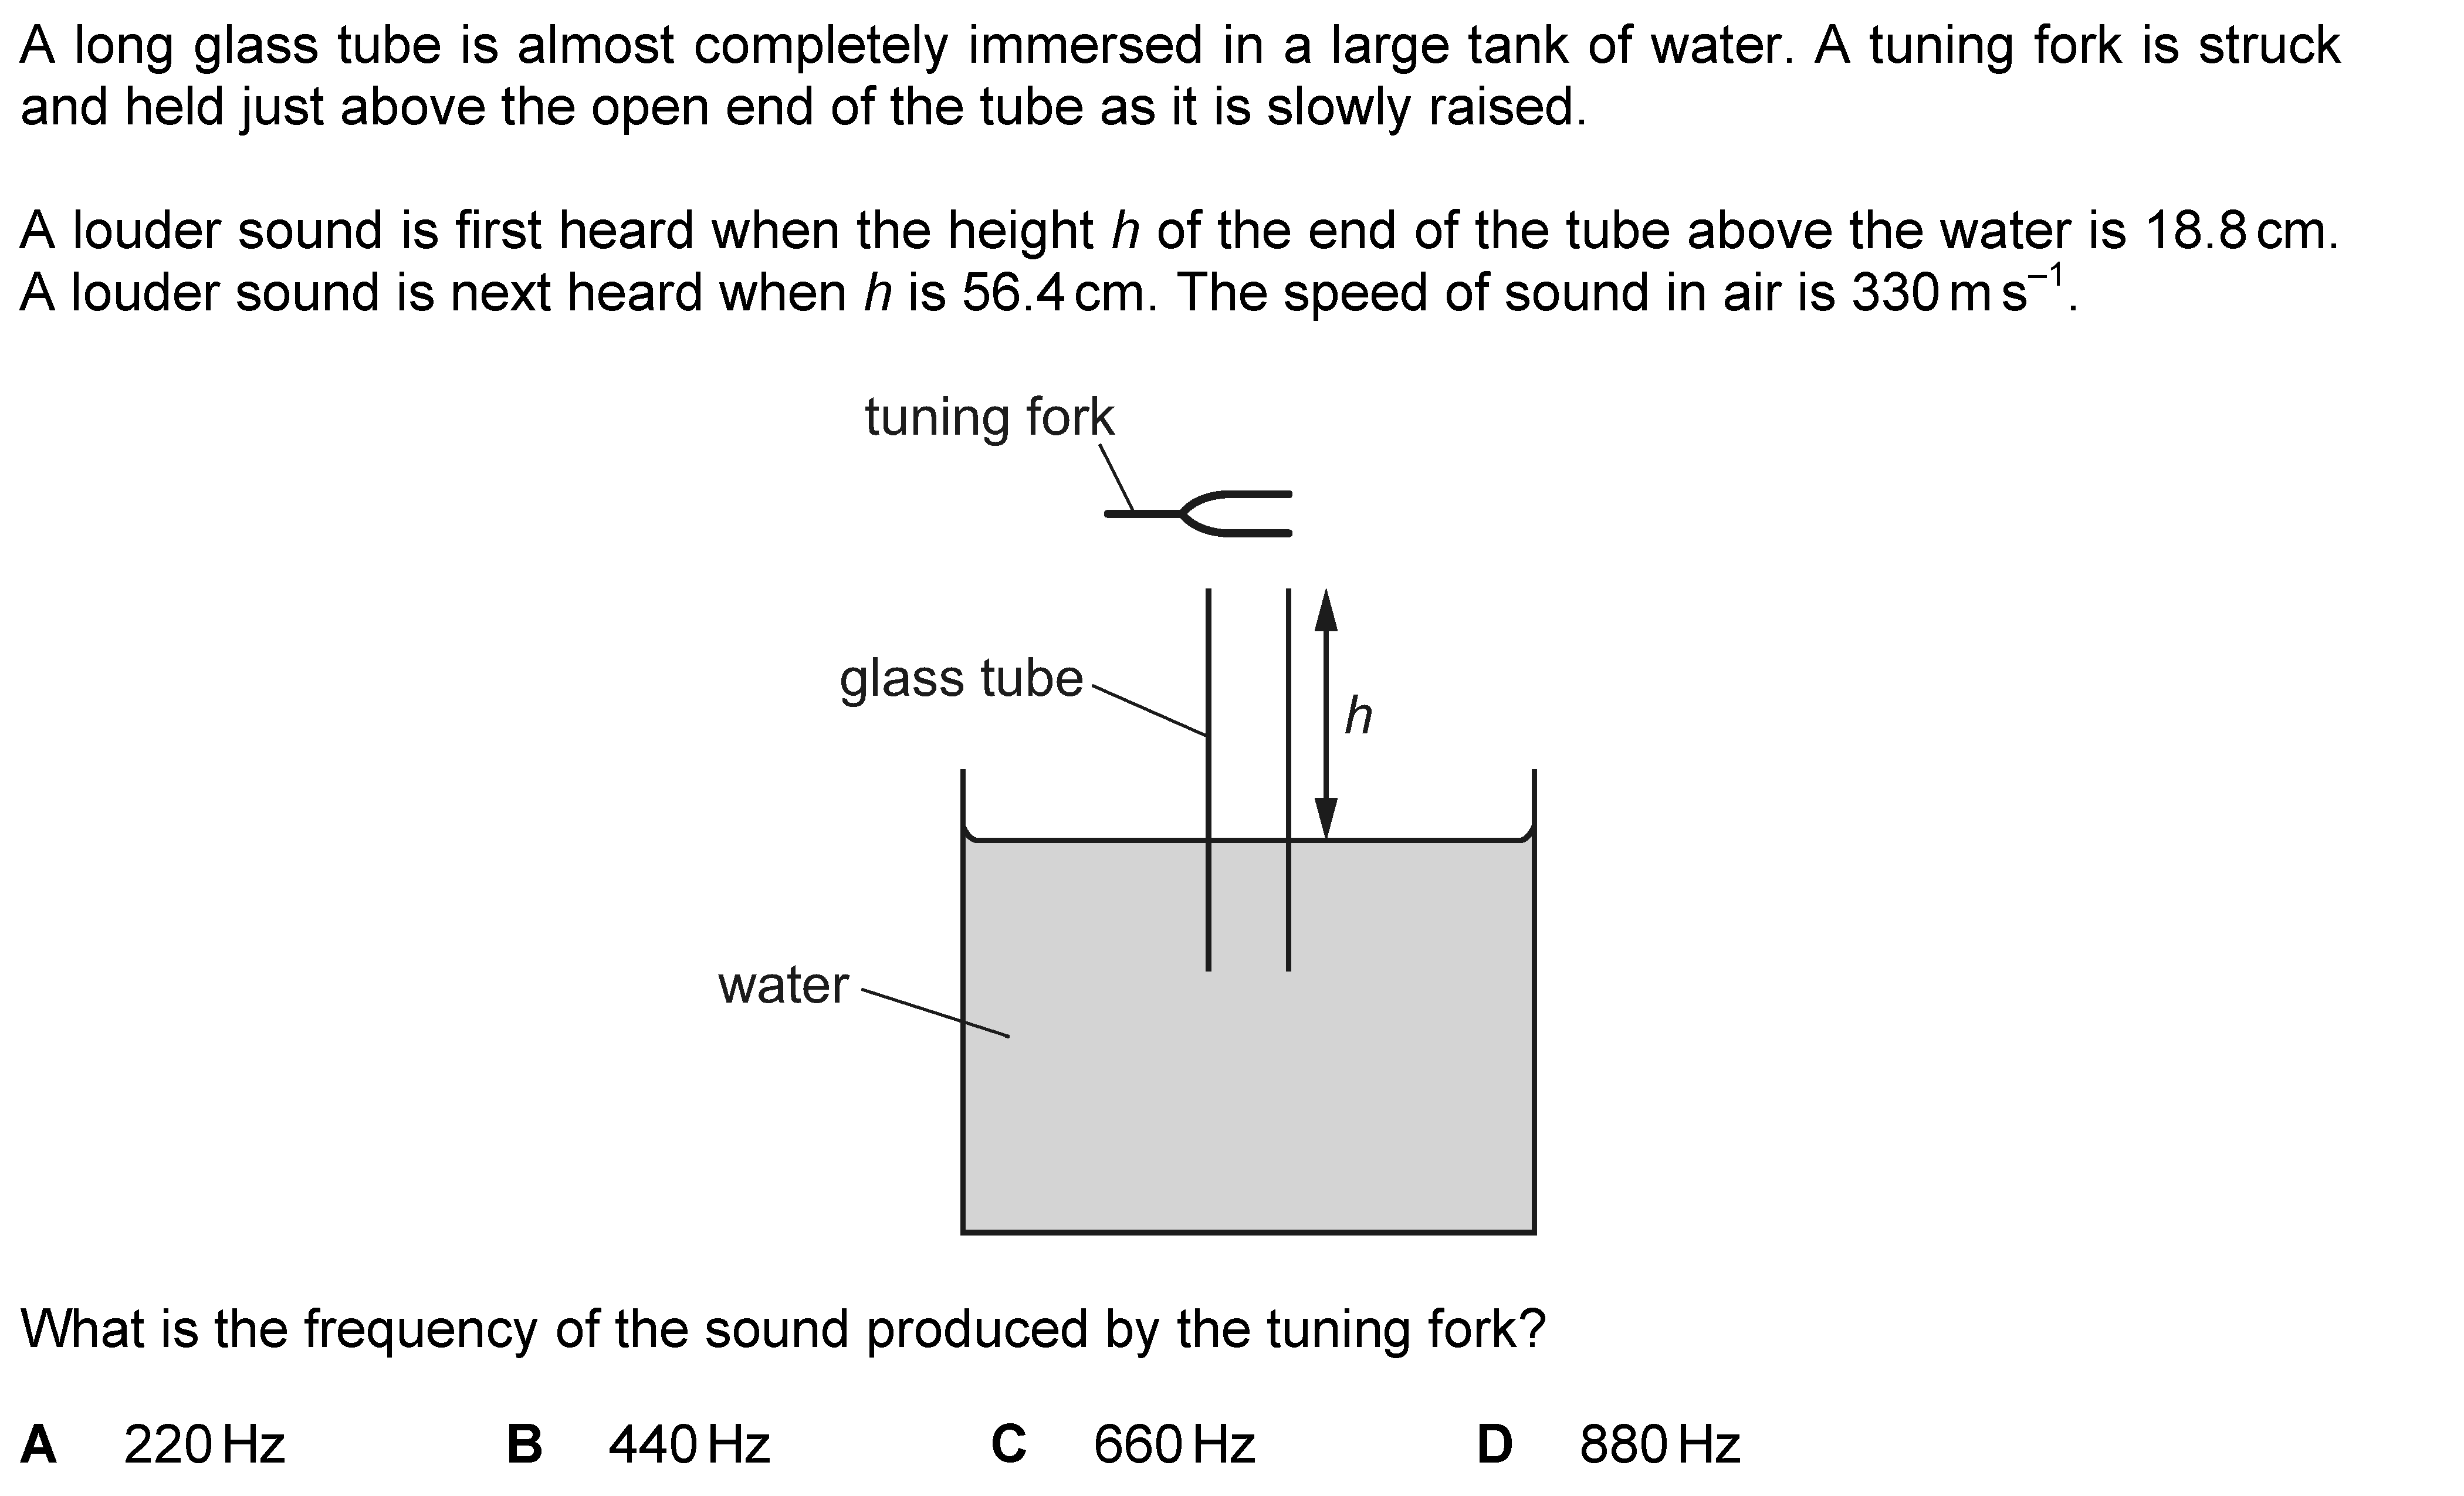 A long glass tube is almost completely immersed in a large tank of water. A tuning fork is struck
and held just above the open end of the tube as it is slowly raised.
A louder sound is first heard when the height h of the end of the tube above the water is 18.8 cm.
A louder sound is next heard when h is 56.4 cm. The speed of sound in air is 330 m s⁻¹.
tuning fork
glass tube
h
water
What is the frequency of the sound produced by the tuning fork?
A 220 Hz B 440 Hz C 660 Hz D 880 Hz